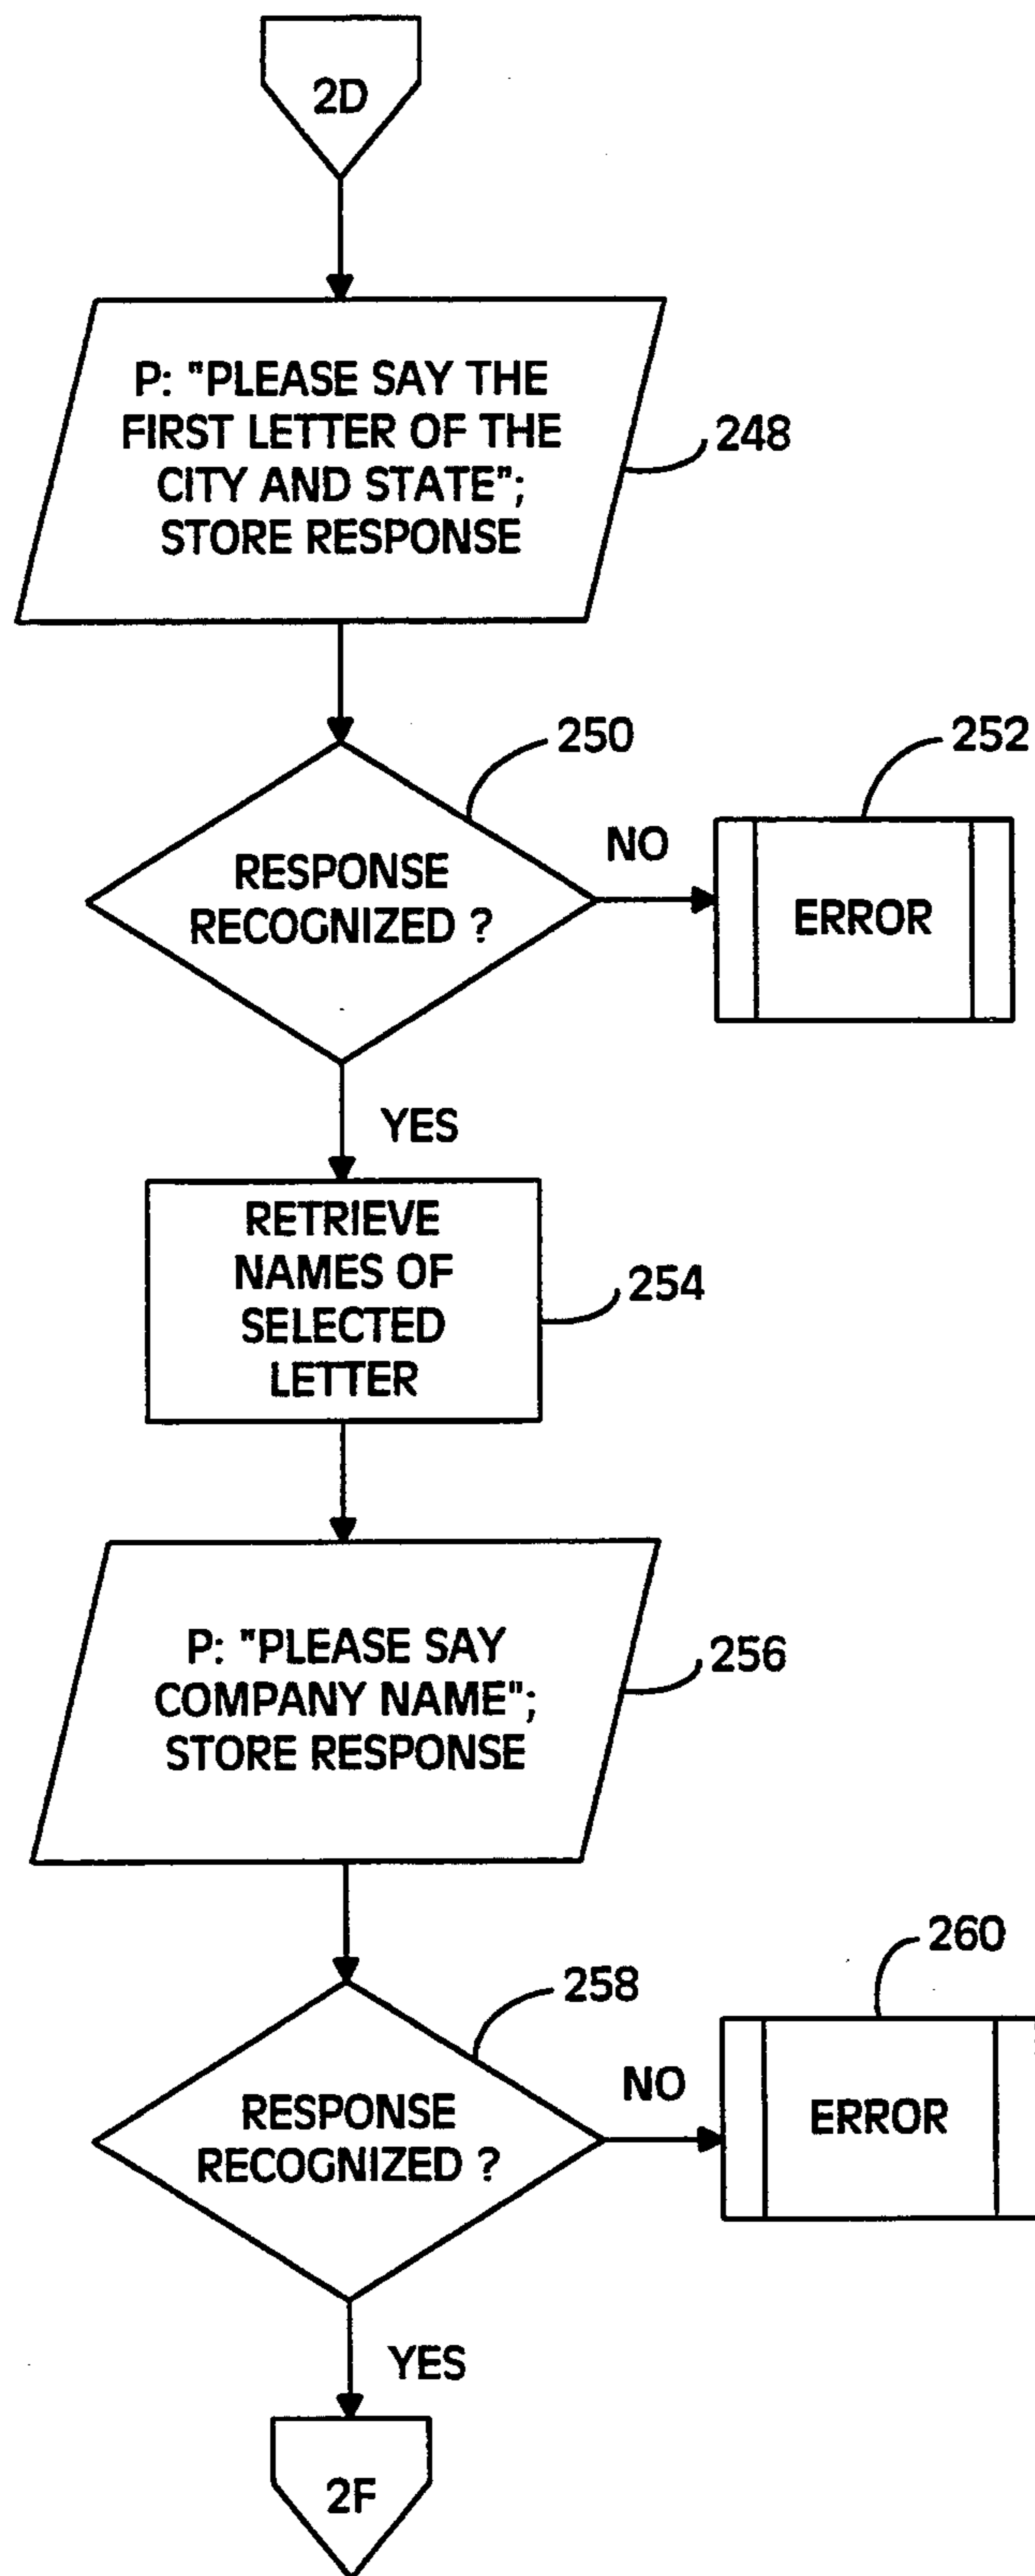 2D
P: "PLEASE SAY THE
FIRST LETTER OF THE
CITY AND STATE";
STORE RESPONSE
248
250
252
RESPONSE
RECOGNIZED ?
NO
ERROR
YES
RETRIEVE
NAMES OF
SELECTED
LETTER
254
P: "PLEASE SAY
COMPANY NAME";
STORE RESPONSE
256
258
260
RESPONSE
RECOGNIZED ?
NO
ERROR
YES
2F